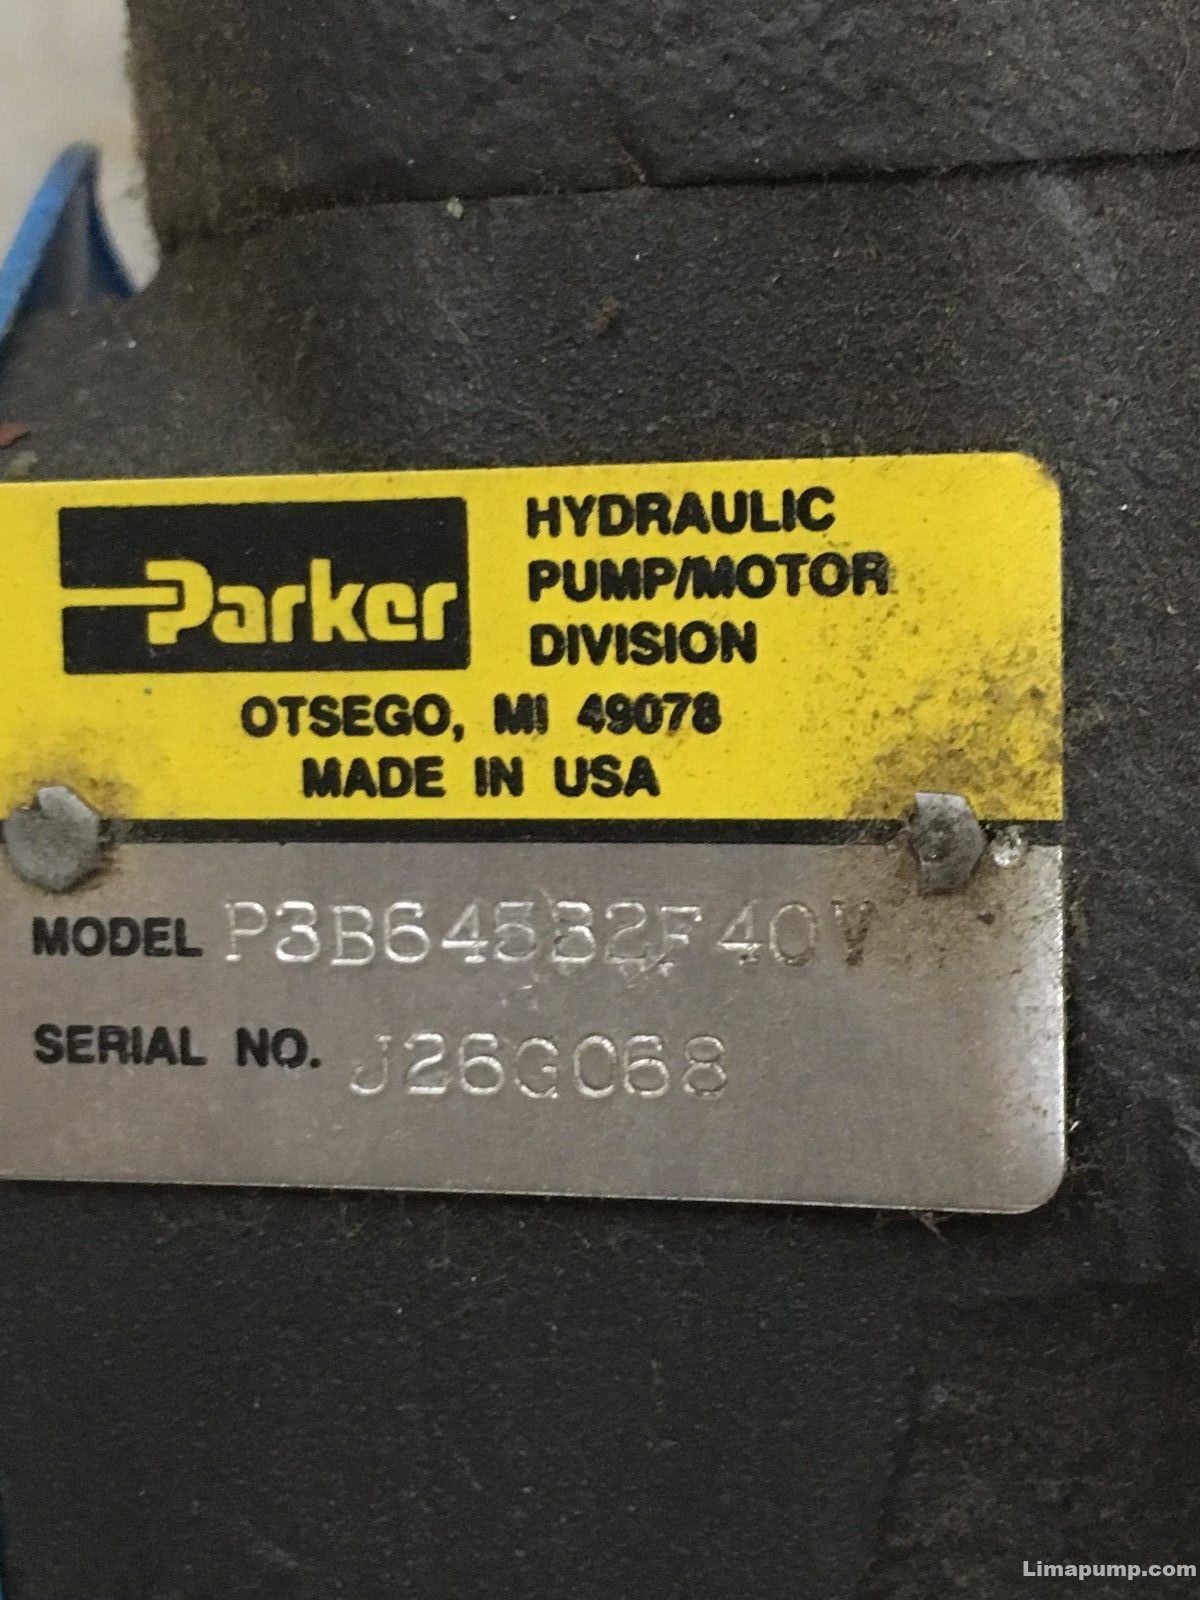 Parker
HYDRAULIC
PUMP/MOTOR
DIVISION
OTSEGO, MI 49078
MADE IN USA
MODEL P3B645B2F40V
SERIAL NO. J26G068
Limapump.com